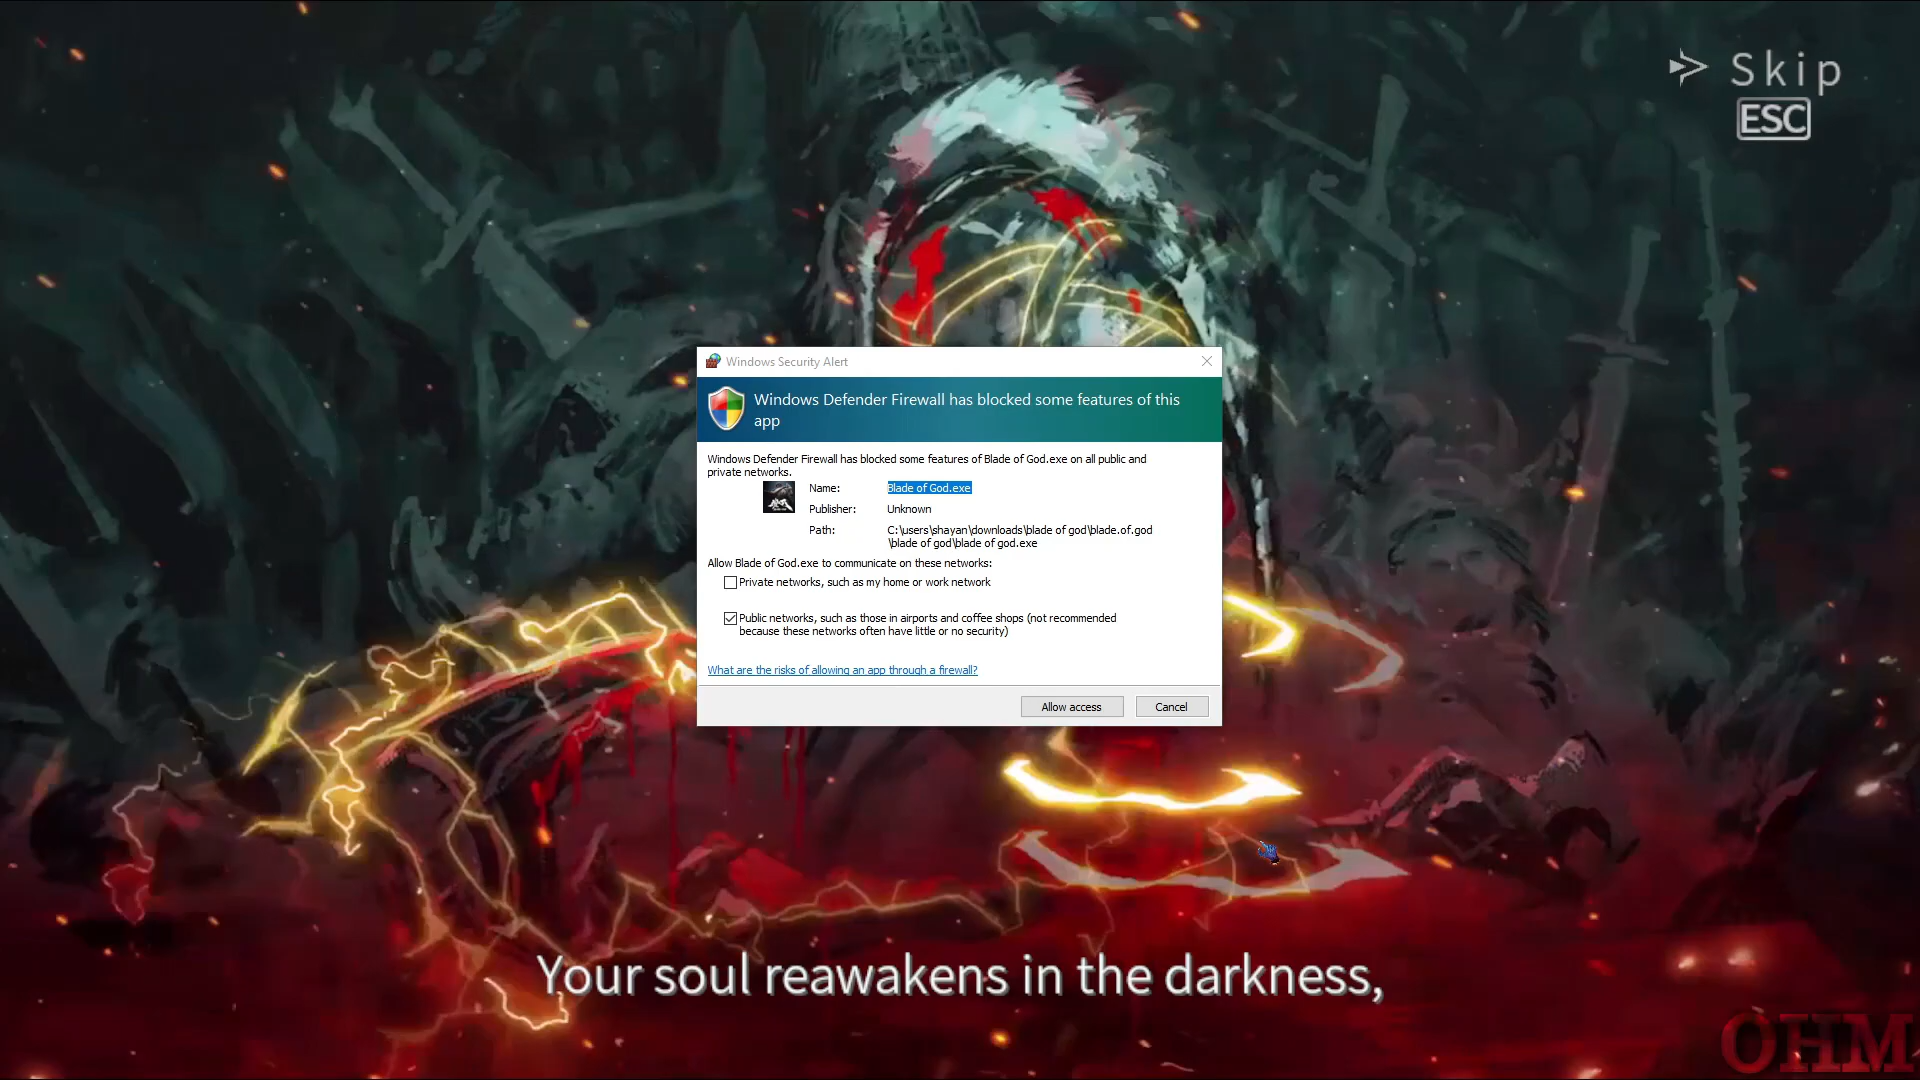 Skip
ESC
Windows Security Alert
Windows Defender Firewall has blocked some features of this
app
Windows Defender Firewall has blocked some features of Blade of God.exe on all public and
private networks.
Name: Blade of God.exe
Publisher: Unknown
Path: C:\users\shayan\downloads\blade of god\blade.of.god
\blade of god\blade of god.exe
Allow Blade of God.exe to communicate on these networks:
Private networks, such as my home or work network
Public networks, such as those in airports and coffee shops (not recommended
because these networks often have little or no security)
What are the risks of allowing an app through a firewall?
Allow access Cancel
Your soul reawakens in the darkness,
OHM